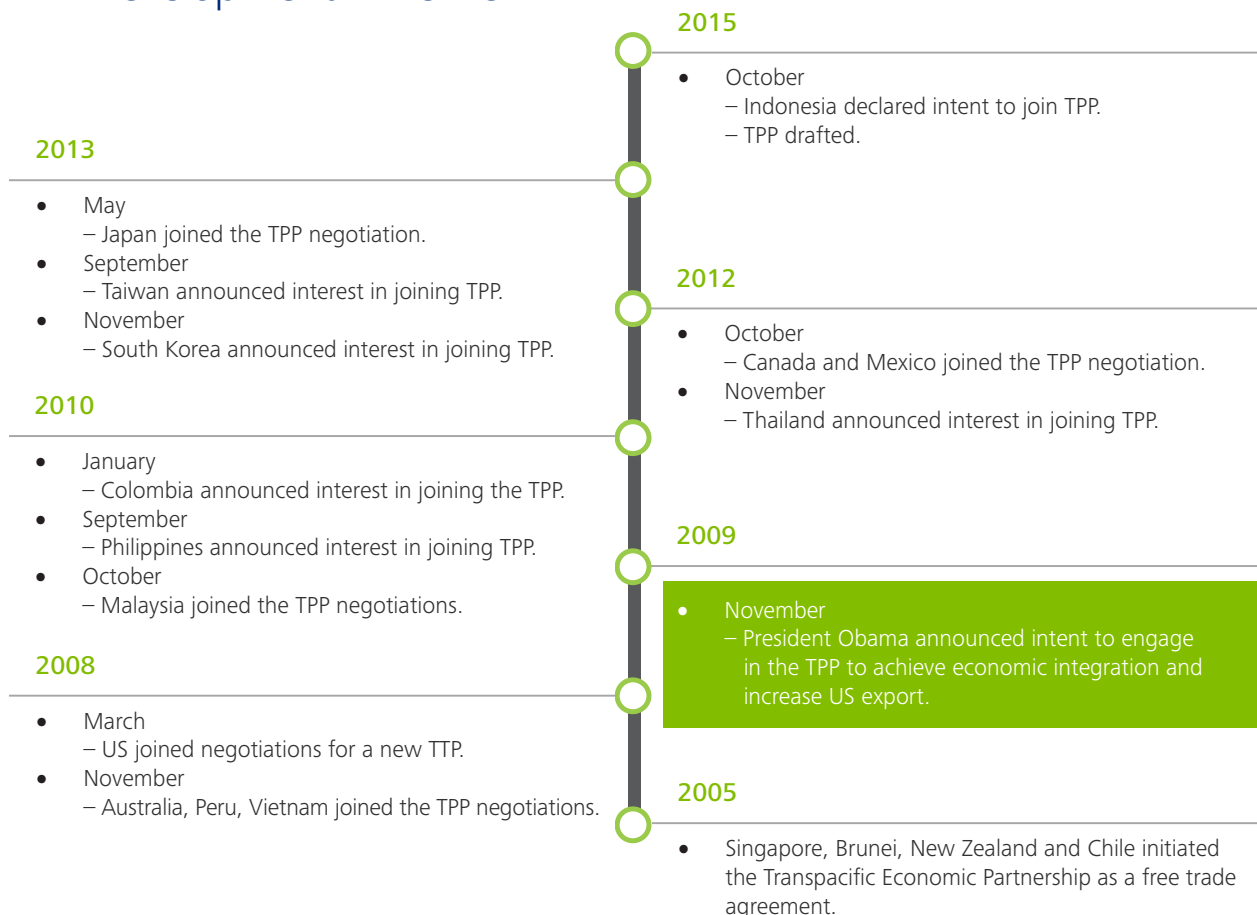 2015
• October
– Indonesia declared intent to join TPP.
– TPP drafted.
2013
• May
– Japan joined the TPP negotiation.
• September
– Taiwan announced interest in joining TPP.
• November
– South Korea announced interest in joining TPP.
2012
• October
– Canada and Mexico joined the TPP negotiation.
• November
– Thailand announced interest in joining TPP.
2010
• January
– Colombia announced interest in joining the TPP.
• September
– Philippines announced interest in joining TPP.
• October
– Malaysia joined the TPP negotiations.
2009
• November
– President Obama announced intent to engage
in the TPP to achieve economic integration and
increase US export.
2008
• March
– US joined negotiations for a new TTP.
• November
– Australia, Peru, Vietnam joined the TPP negotiations.
2005
• Singapore, Brunei, New Zealand and Chile initiated
the Transpacific Economic Partnership as a free trade
agreement.